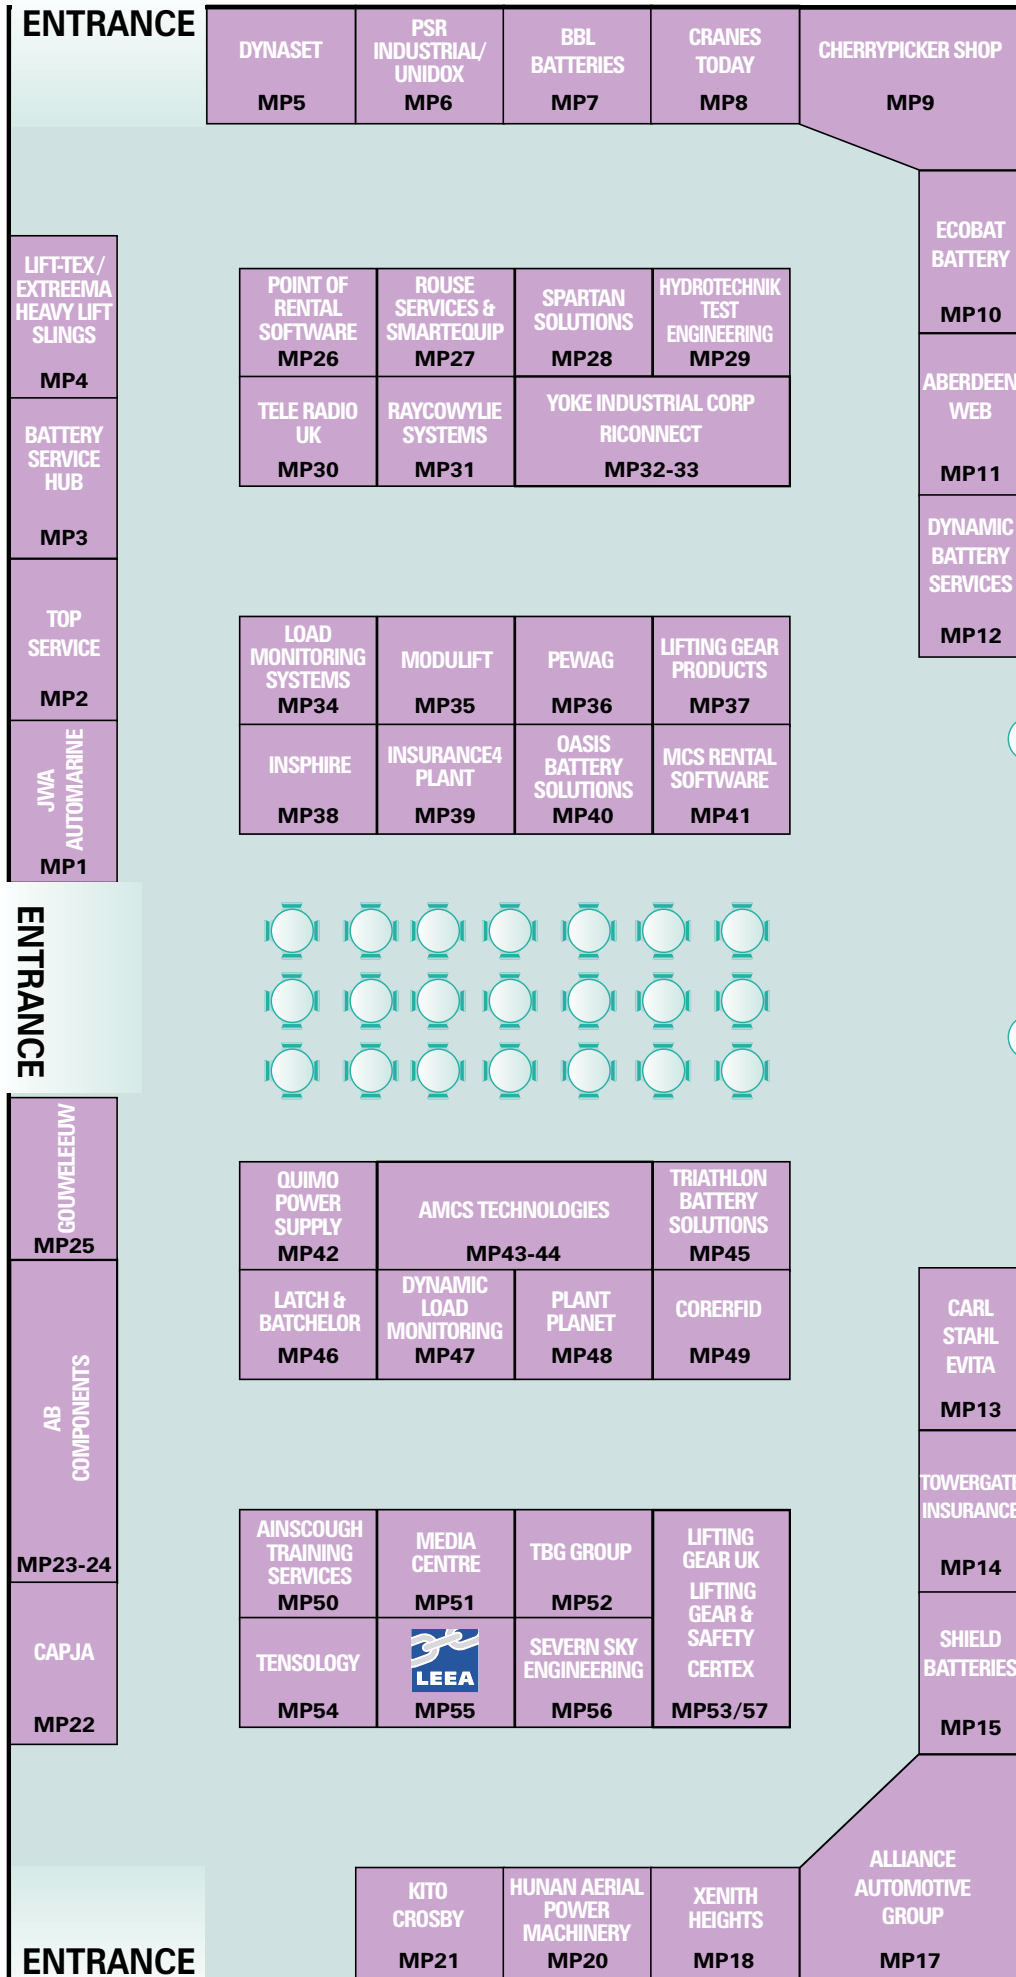 ENTRANCE
DYNASET
MP5
PSR
INDUSTRIAL/
UNIDOX
MP6
BBL
BATTERIES
MP7
CRANES
TODAY
MP8
CHERRYPICKER SHOP
MP9
LIFT-TEX /
EXTREEMA
HEAVY LIFT
SLINGS
MP4
BATTERY
SERVICE
HUB
MP3
TOP
SERVICE
MP2
JWA
AUTOMARINE
MP1
POINT OF
RENTAL
SOFTWARE
MP26
ROUSE
SERVICES &
SMARTEQUIP
MP27
SPARTAN
SOLUTIONS
MP28
HYDROTECHNIK
TEST
ENGINEERING
MP29
TELE RADIO
UK
MP30
RAYCOWYLIE
SYSTEMS
MP31
YOKE INDUSTRIAL CORP
RICONNECT
MP32-33
ECOBAT
BATTERY
MP10
ABERDEEN
WEB
MP11
DYNAMIC
BATTERY
SERVICES
MP12
LOAD
MONITORING
SYSTEMS
MP34
MODULIFT
MP35
PEWAG
MP36
LIFTING GEAR
PRODUCTS
MP37
INSPHIRE
MP38
INSURANCE4
PLANT
MP39
OASIS
BATTERY
SOLUTIONS
MP40
MCS RENTAL
SOFTWARE
MP41
ENTRANCE
GOUWELEEUW
MP25
AB
COMPONENTS
MP23-24
CAPJA
MP22
QUIMO
POWER
SUPPLY
MP42
AMCS TECHNOLOGIES
MP43-44
TRIATHLON
BATTERY
SOLUTIONS
MP45
LATCH &
BATCHELOR
MP46
DYNAMIC
LOAD
MONITORING
MP47
PLANT
PLANET
MP48
CORERFID
MP49
CARL
STAHL
EVITA
MP13
TOWERGATE
INSURANCE
MP14
SHIELD
BATTERIES
MP15
AINSCOUGH
TRAINING
SERVICES
MP50
MEDIA
CENTRE
MP51
TBG GROUP
MP52
LIFTING
GEAR UK
LIFTING
GEAR &
SAFETY
CERTEX
MP53/57
TENSOLOGY
MP54
LEEA
MP55
SEVERN SKY
ENGINEERING
MP56
ENTRANCE
KITO
CROSBY
MP21
HUNAN AERIAL
POWER
MACHINERY
MP20
XENITH
HEIGHTS
MP18
ALLIANCE
AUTOMOTIVE
GROUP
MP17